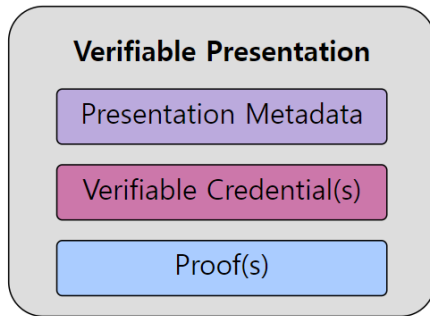 Verifiable Presentation
Presentation Metadata
Verifiable Credential(s)
Proof(s)